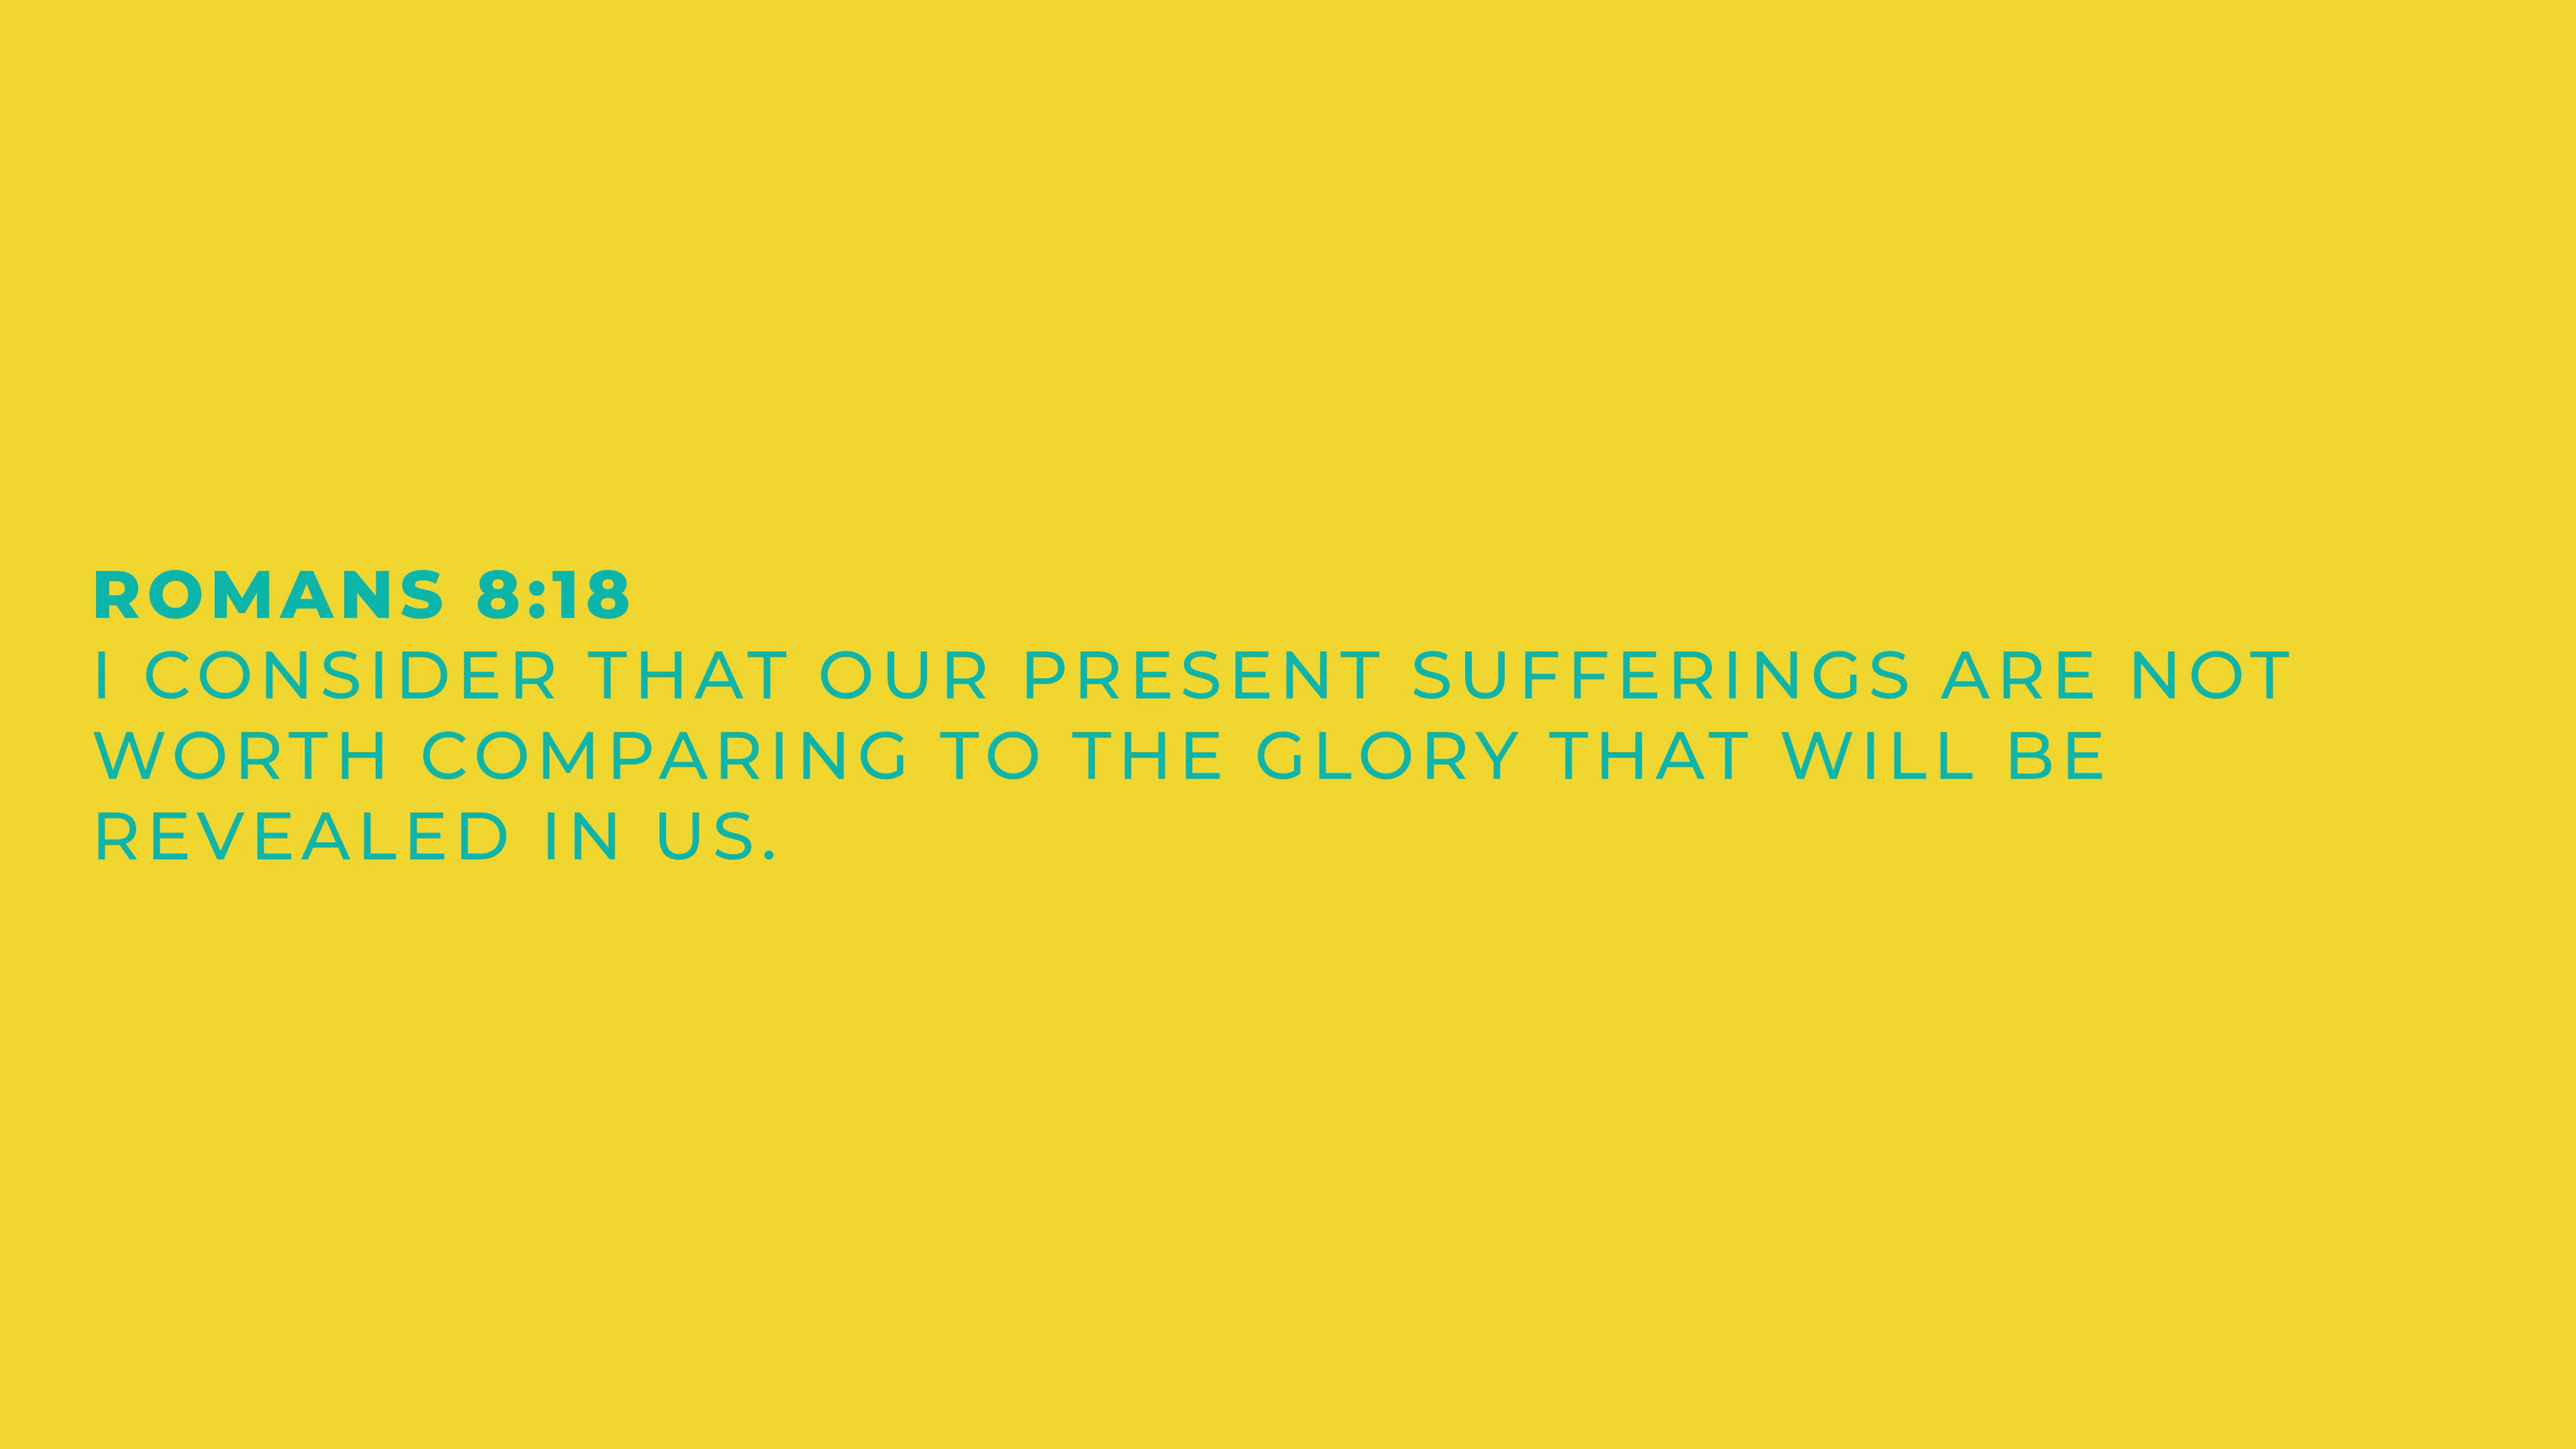 ROMANS 8:18
I CONSIDER THAT OUR PRESENT SUFFERINGS ARE NOT
WORTH COMPARING TO THE GLORY THAT WILL BE
REVEALED IN US.